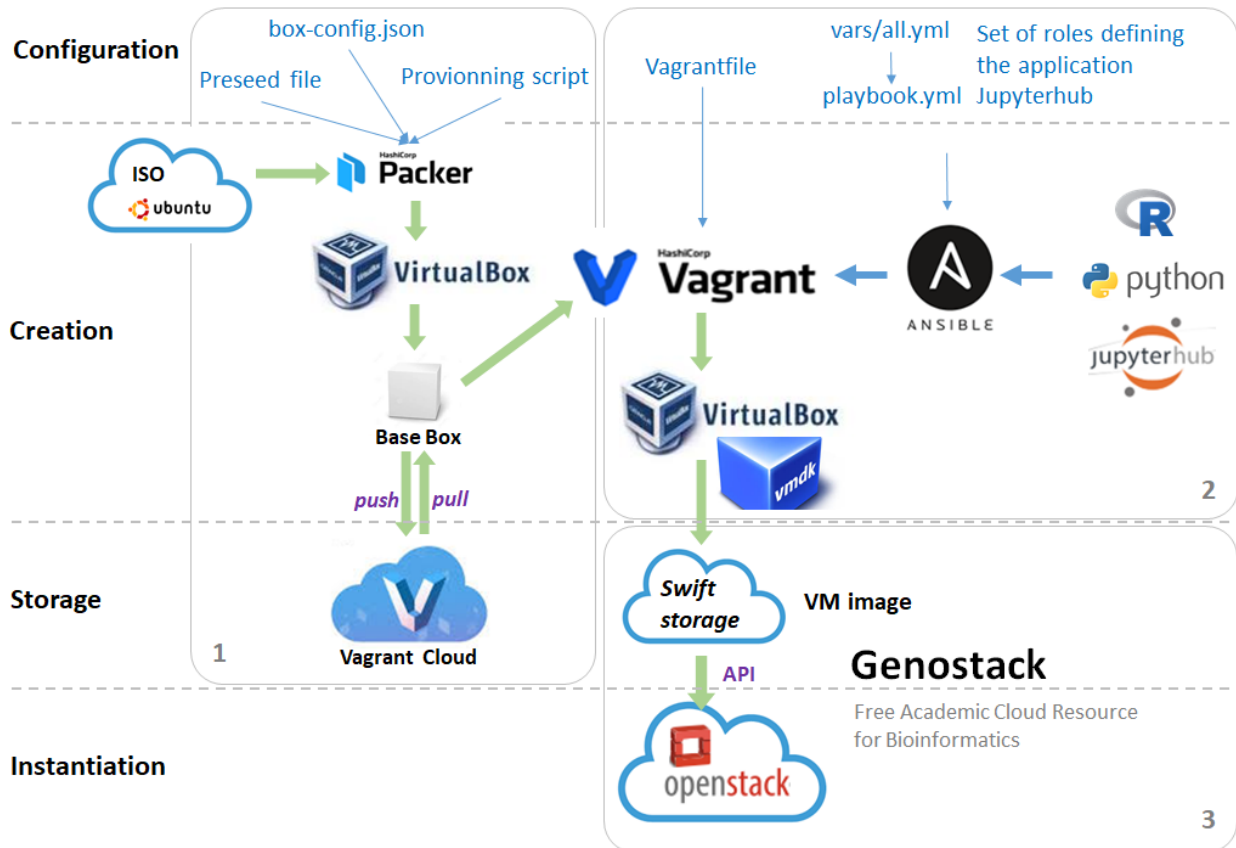 Configuration
box-config.json
Preseed file
Provionning script
Vagrantfile
vars/all.yml
playbook.yml
Set of roles defining
the application
Jupyterhub
ISO
ubuntu
HashiCorp
Packer
VirtualBox
HashiCorp
Vagrant
ANSIBLE
R
python
jupyterhub
Creation
Base Box
VirtualBox
vmdk
push
pull
2
Storage
1
Vagrant Cloud
Swift
storage
VM image
API
Genostack
Free Academic Cloud Resource
for Bioinformatics
Instantiation
openstack
3